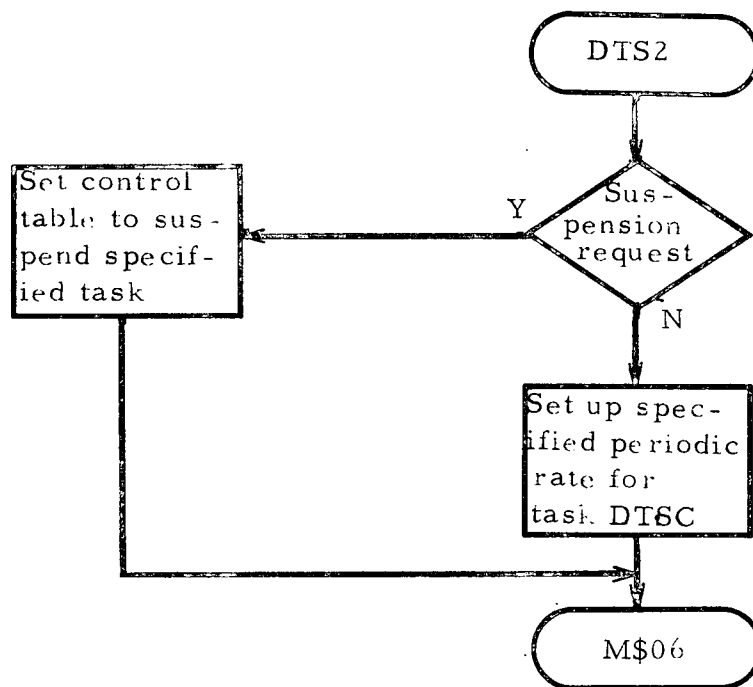 DTS2
Sus-
pension
request
Y
N
Set control
table to sus-
pend specif-
ied task
Set up spec-
ified periodic
rate for
task DTSC
M$06